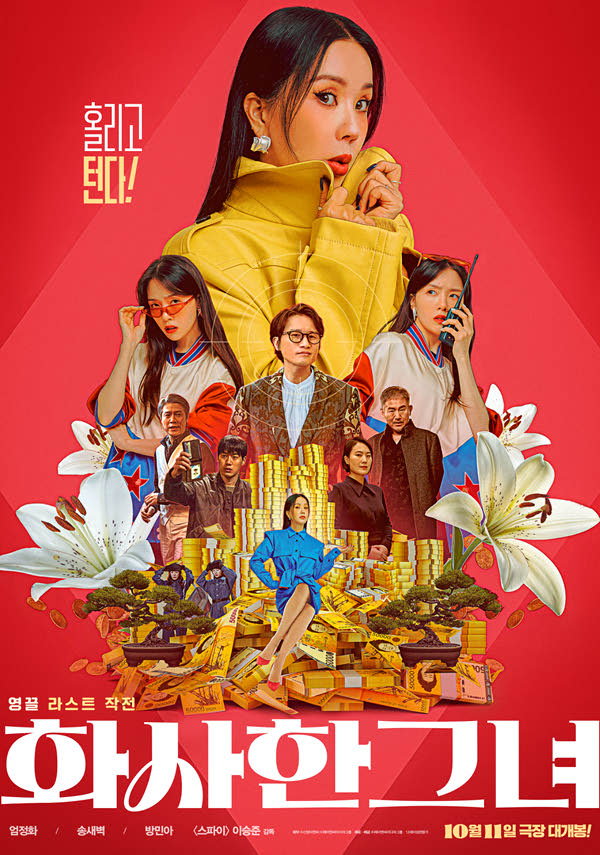 홀리고
턴다!
영끌 라스트 작전
화사한 그녀
엄정화 / 송새벽 / 방민아 〈스파이〉 이승준 감독
10월 11일 극장 대개봉!
50000
50000